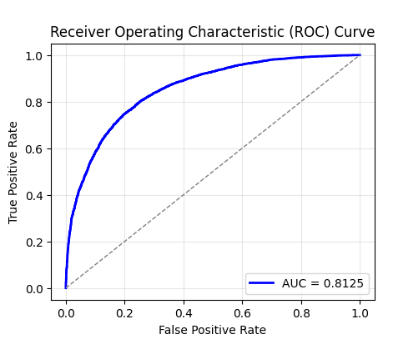 Receiver Operating Characteristic (ROC) Curve
1.0
0.8
0.6
0.4
0.2
0.0
True Positive Rate
AUC = 0.8125
0.0 0.2 0.4 0.6 0.8 1.0
False Positive Rate